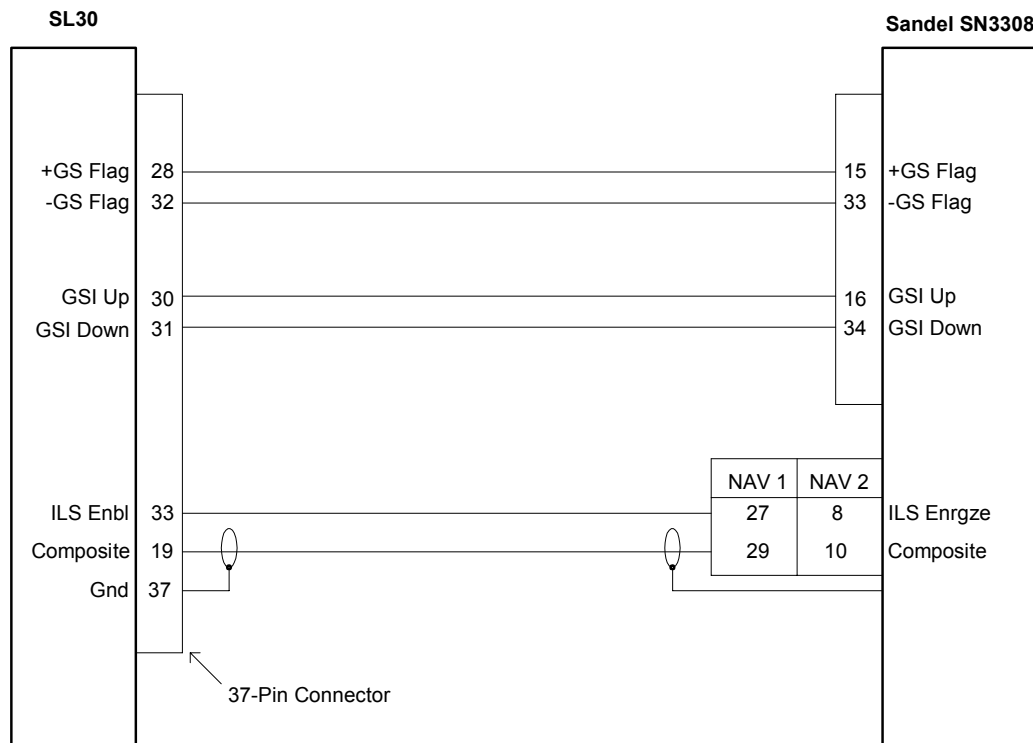 SL30
Sandel SN3308
+GS Flag 28 15 +GS Flag
-GS Flag 32 33 -GS Flag
GSI Up 30 16 GSI Up
GSI Down 31 34 GSI Down
NAV 1 NAV 2
ILS Enbl 33 27 8 ILS Enrgze
Composite 19 29 10 Composite
Gnd 37
37-Pin Connector